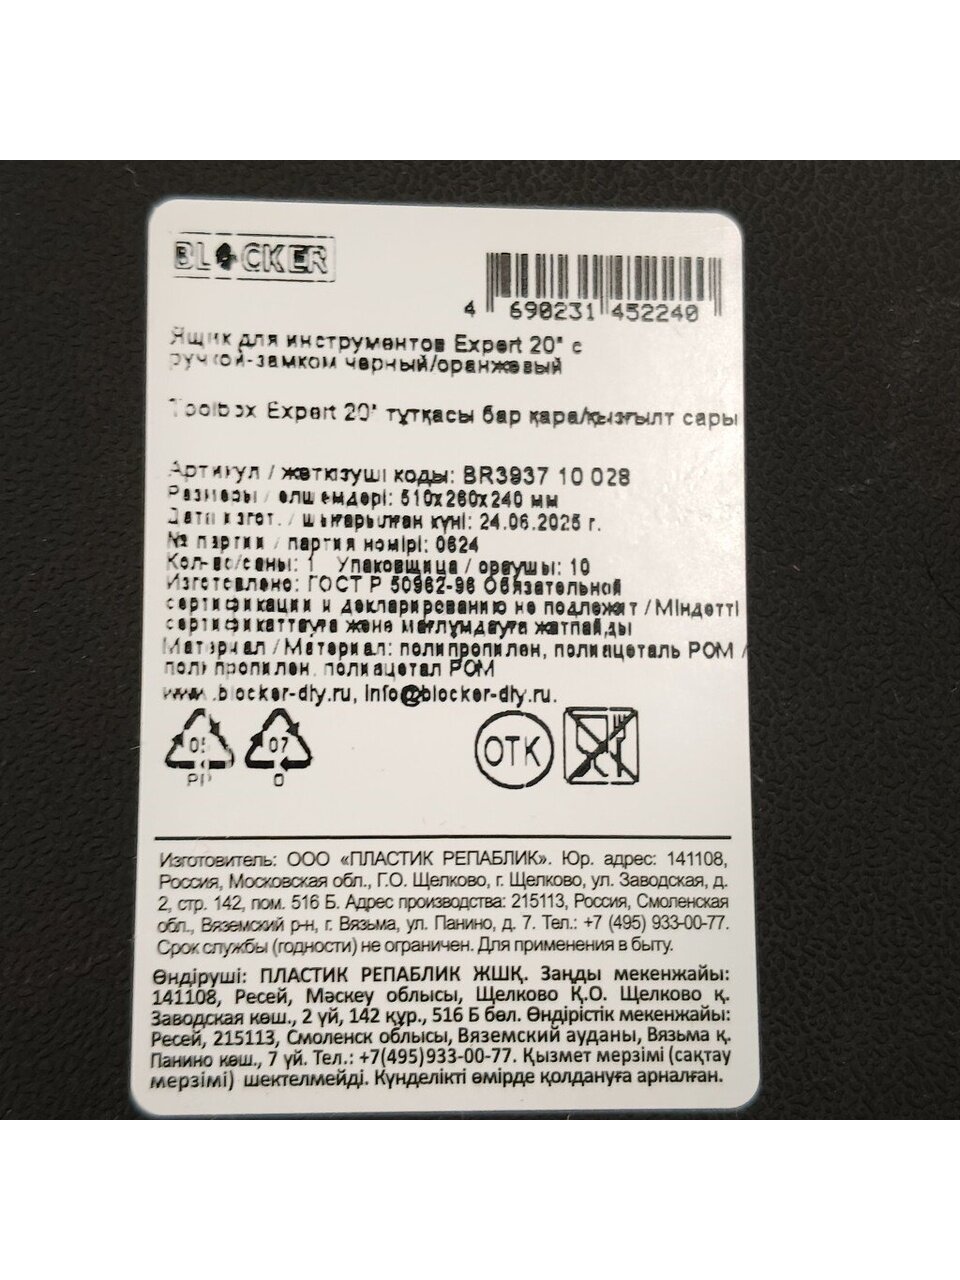 BLOCKER
4 690231 452240
Ящик для инструментов Expert 20" с
ручкой-замком черный/оранжевый
Toolbox Expert 20" тұтқасы бар қара/қызғылт сары
Артикул / жеткізуші коды: BR3937 10 028
Размеры / өлшемдері: 510х260х240 мм
Дата изгот. / шығарылған күні: 24.06.2025 г.
№ партии / партия номірі: 0624
Кол-во/саны: 1 Упаковщица / ораушы: 10
Изготовлено: ГОСТ Р 50962-96 Обязательной
сертификации и декларированию не подлежит / Міндетті
сертификаттауға және мағлұмдауға жатпайды
Материал / Материал: полипропилен, полиацеталь POM /
полипропилен, полиацетал POM
www.blocker-diy.ru, info@blocker-diy.ru.
05 07 ОТК
PP O
Изготовитель: ООО «ПЛАСТИК РЕПАБЛИК». Юр. адрес: 141108,
Россия, Московская обл., Г.О. Щелково, г. Щелково, ул. Заводская, д.
2, стр. 142, пом. 516 Б. Адрес производства: 215113, Россия, Смоленская
обл., Вяземский р-н, г. Вязьма, ул. Панино, д. 7. Тел.: +7 (495) 933-00-77.
Срок службы (годности) не ограничен. Для применения в быту.
Өндіруші: ПЛАСТИК РЕПАБЛИК ЖШҚ. Заңды мекенжайы:
141108, Ресей, Мәскеу облысы, Щелково Қ.О. Щелково қ.
Заводская көш., 2 үй, 142 құр., 516 Б бөл. Өндірістік мекенжайы:
Ресей, 215113, Смоленск облысы, Вяземский ауданы, Вязьма қ.
Панино көш., 7 үй. Тел.: +7(495)933-00-77. Қызмет мерзімі (сақтау
мерзімі) шектелмейді. Күнделікті өмірде қолдануға арналған.